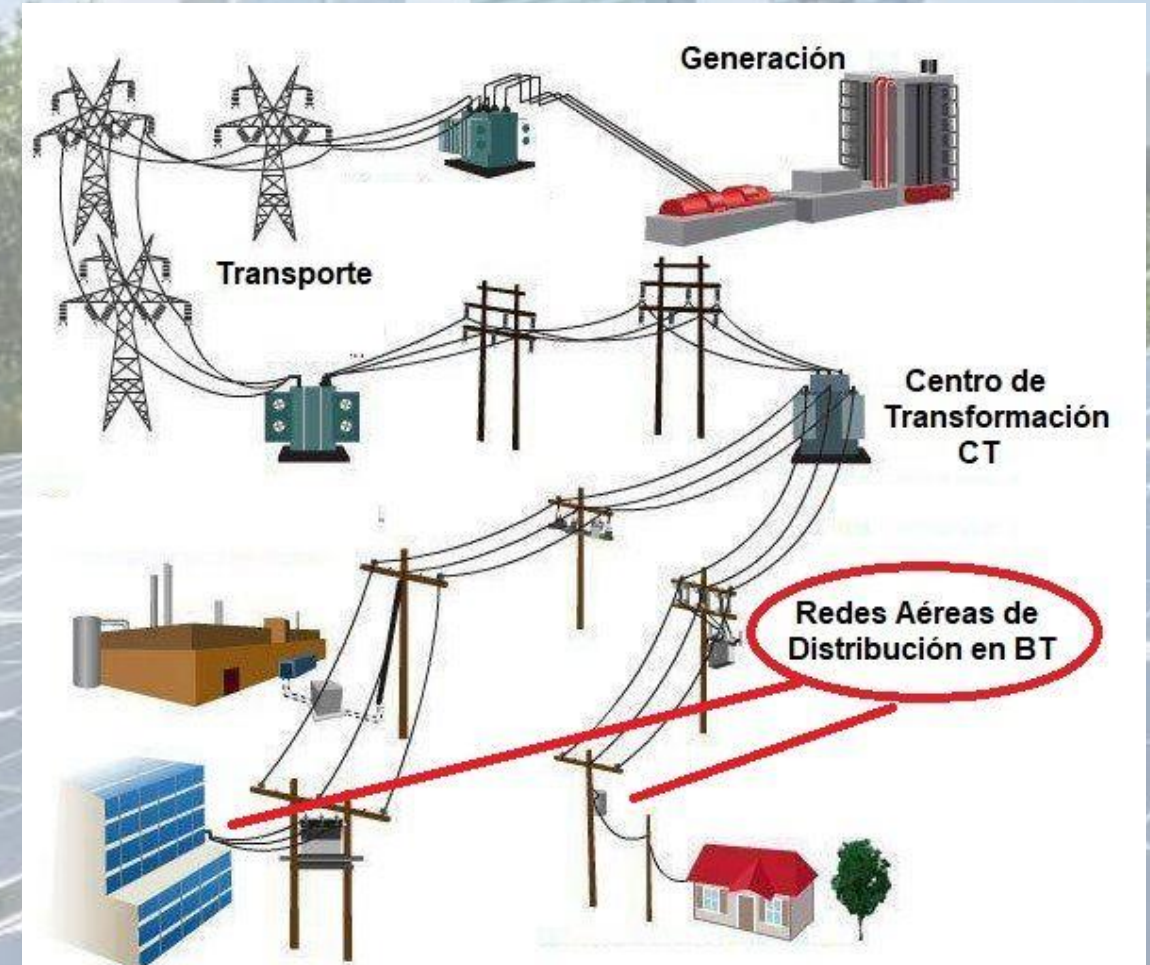 Generación
Transporte
Centro de
Transformación
CT
Redes Aéreas de
Distribución en BT